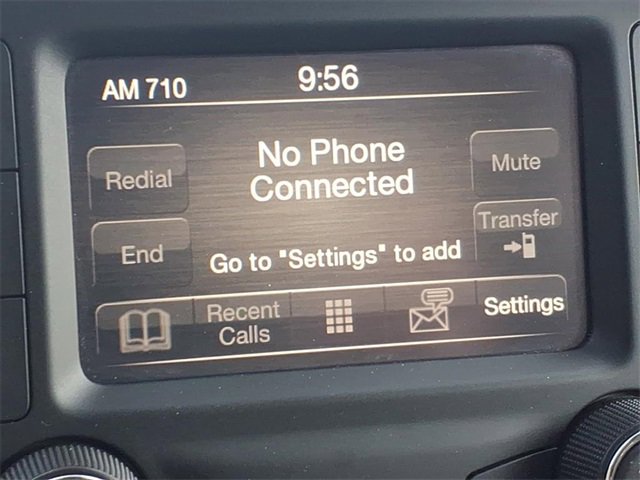 AM 710
9:56
No Phone
Connected
Redial
Mute
End
Go to "Settings" to add
Transfer
Recent
Calls
Settings